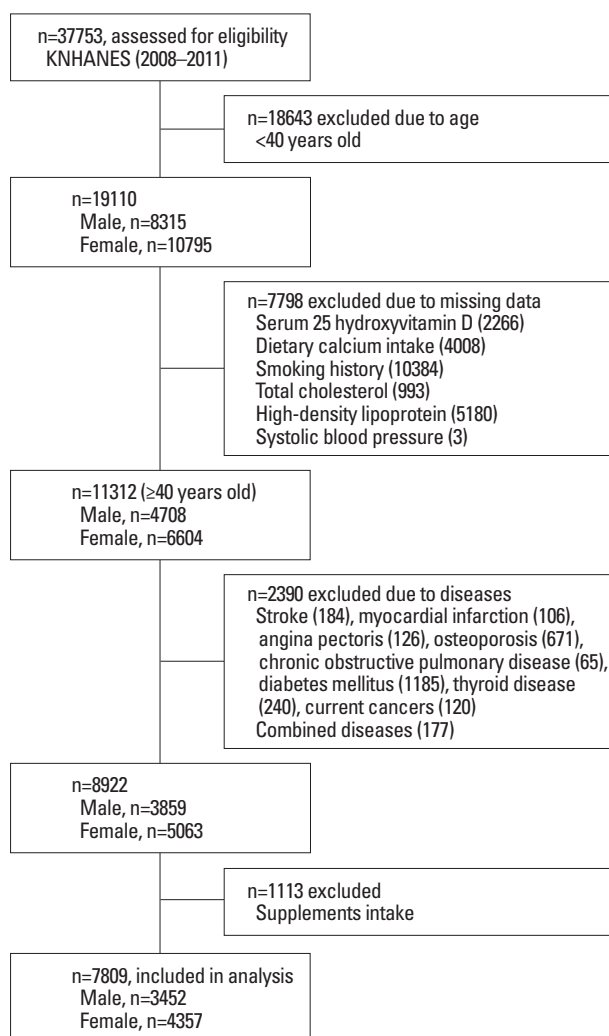 n=37753, assessed for eligibility
KNHANES (2008–2011)
n=18643 excluded due to age
<40 years old
n=19110
Male, n=8315
Female, n=10795
n=7798 excluded due to missing data
Serum 25 hydroxyvitamin D (2266)
Dietary calcium intake (4008)
Smoking history (10384)
Total cholesterol (993)
High-density lipoprotein (5180)
Systolic blood pressure (3)
n=11312 (≥40 years old)
Male, n=4708
Female, n=6604
n=2390 excluded due to diseases
Stroke (184), myocardial infarction (106),
angina pectoris (126), osteoporosis (671),
chronic obstructive pulmonary disease (65),
diabetes mellitus (1185), thyroid disease
(240), current cancers (120)
Combined diseases (177)
n=8922
Male, n=3859
Female, n=5063
n=1113 excluded
Supplements intake
n=7809, included in analysis
Male, n=3452
Female, n=4357